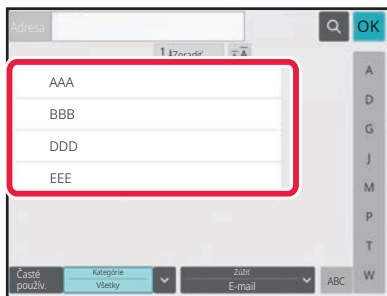 Adresa
OK
1 Zoradiť
A
AAA
BBB
DDD
EEE
A
D
G
J
M
P
T
W
Časté
použív.
Kategórie
Všetky
Zúžiť
E-mail
ABC